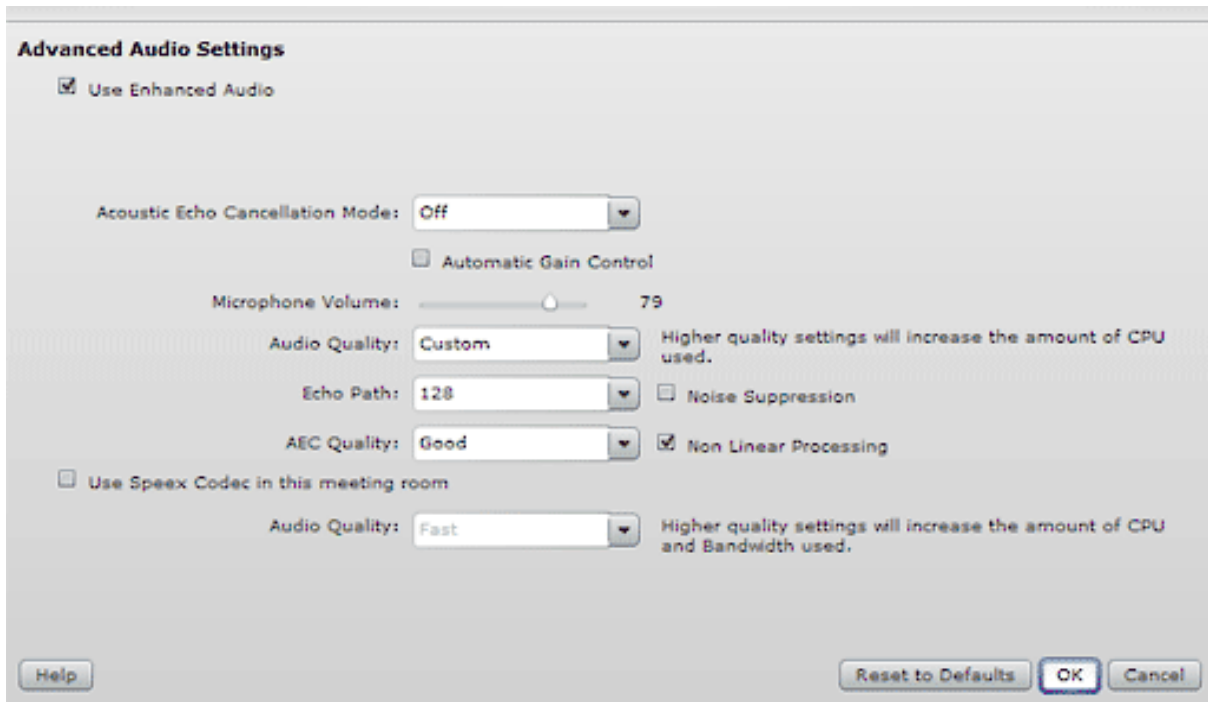 Advanced Audio Settings
Use Enhanced Audio
Acoustic Echo Cancellation Mode: Off
Automatic Gain Control
Microphone Volume: 79
Audio Quality: Custom Higher quality settings will increase the amount of CPU
used.
Echo Path: 128 Noise Suppression
AEC Quality: Good Non Linear Processing
Use Speex Codec in this meeting room
Audio Quality: Fast Higher quality settings will increase the amount of CPU
and Bandwidth used.
Help Reset to Defaults OK Cancel